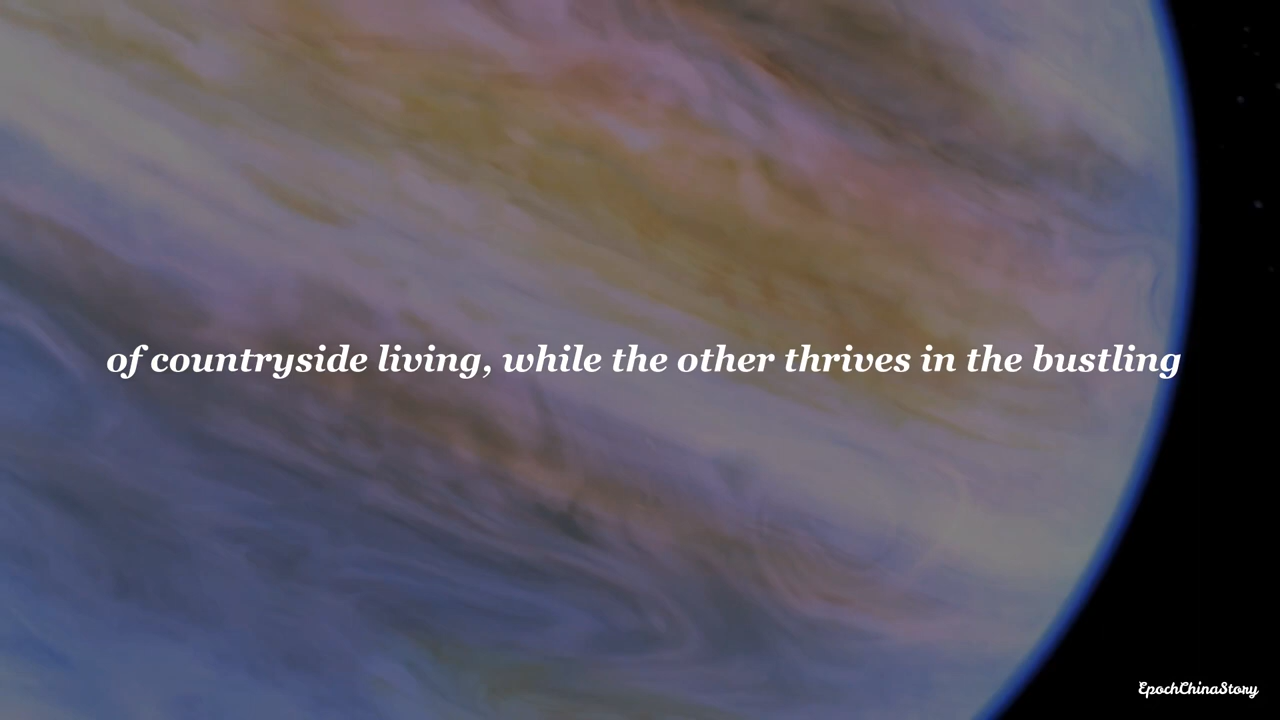 of countryside living, while the other thrives in the bustling
EpochChinaStory